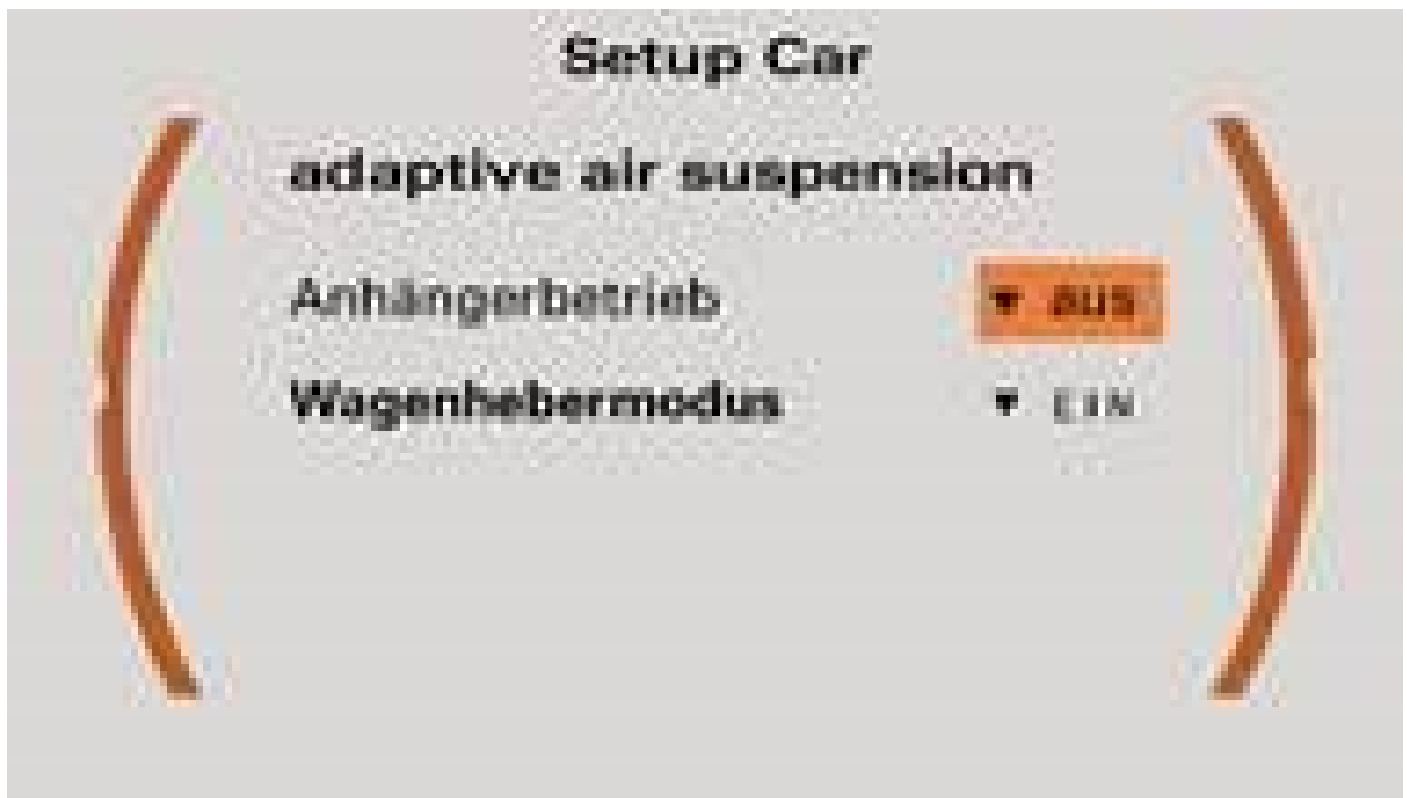 Setup Car
adaptive air suspension
Anhängerbetrieb ▼ aus
Wagenhebermodus ▼ EIN